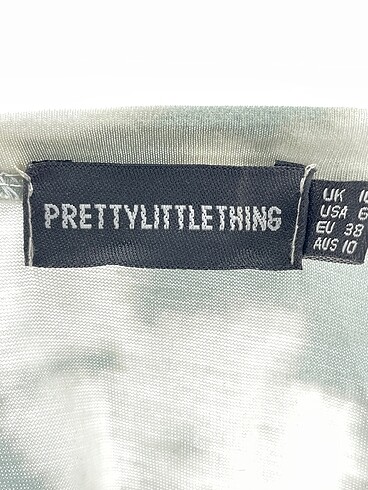 PRETTYLITTLETHING
UK 10
USA 6
EU 38
AUS 10